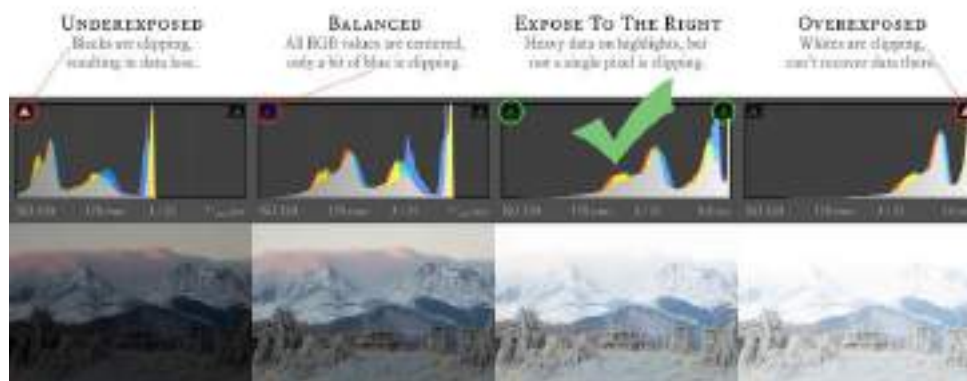 UNDEREXPOSED
Blacks are clipping,
resulting in data loss.
BALANCED
All RGB values are centered,
only a bit of blue is clipping.
EXPOSE TO THE RIGHT
Heavy data on highlights, but
not a single pixel is clipping.
OVEREXPOSED
Whites are clipping,
can't recover data there.